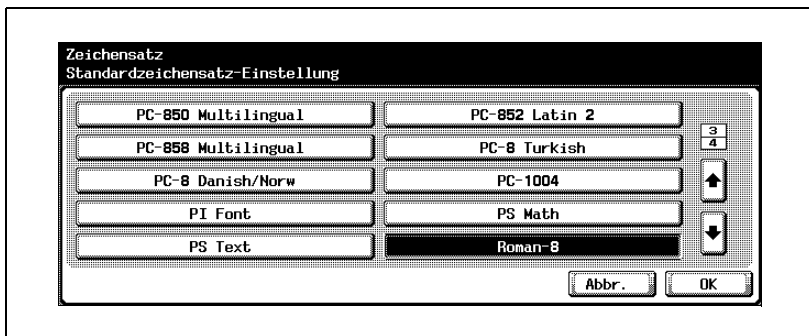 Zeichensatz
Standardzeichensatz-Einstellung
PC-850 Multilingual
PC-852 Latin 2
PC-858 Multilingual
PC-8 Turkish
3
4
PC-8 Danish/Norw
PC-1004
PI Font
PS Math
PS Text
Roman-8
Abbr.
OK